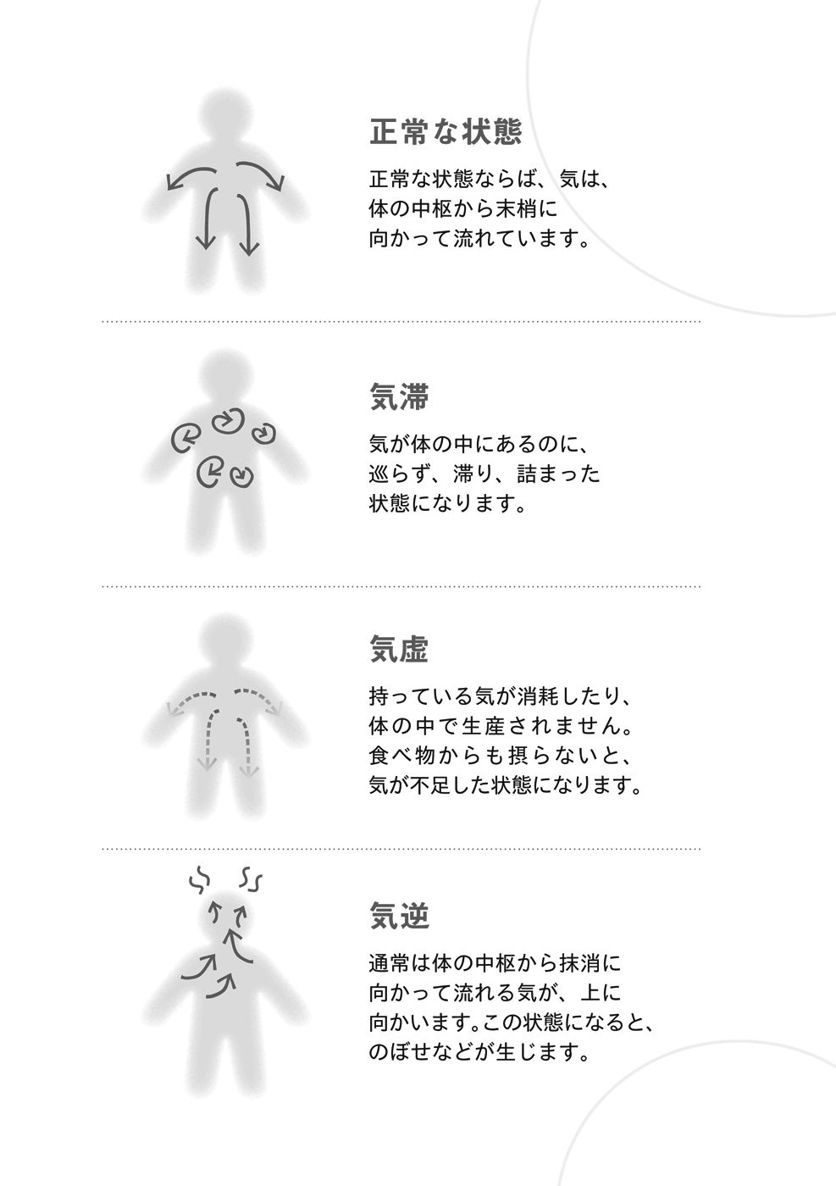 正常な状態
正常な状態ならば、気は、
体の中枢から末梢に
向かって流れています。
気滞
気が体の中にあるのに、
巡らず、滞り、詰まった
状態になります。
気虚
持っている気が消耗したり、
体の中で生産されません。
食べ物からも摂らないと、
気が不足した状態になります。
気逆
通常は体の中枢から抹消に
向かって流れる気が、上に
向かいます。この状態になると、
のぼせなどが生じます。